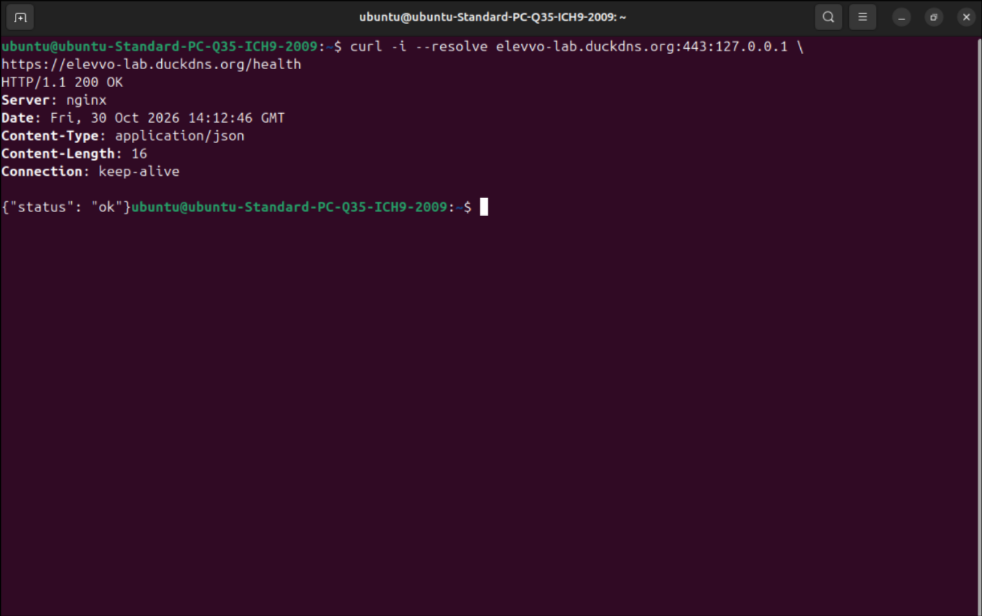 ubuntu@ubuntu-Standard-PC-Q35-ICH9-2009: ~
ubuntu@ubuntu-Standard-PC-Q35-ICH9-2009:~$ curl -i --resolve elevvo-lab.duckdns.org:443:127.0.0.1 \
https://elevvo-lab.duckdns.org/health
HTTP/1.1 200 OK
Server: nginx
Date: Fri, 30 Oct 2026 14:12:46 GMT
Content-Type: application/json
Content-Length: 16
Connection: keep-alive
{"status": "ok"}ubuntu@ubuntu-Standard-PC-Q35-ICH9-2009:~$